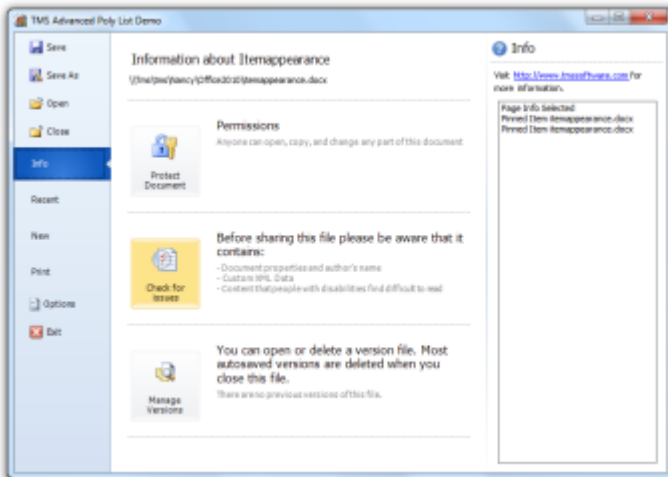 TMS Advanced Poly List Demo
Save
Save As
Open
Close
Info
Recent
New
Print
Options
Exit
Information about Itemappearance
\Office2010\Itemappearance.docx
Protect
Document
Permissions
Anyone can open, copy, and change any part of this document
Check for
Issues
Before sharing this file please be aware that it
contains:
- Document properties and author's name
- Custom XML Data
- Content that people with disabilities find difficult to read
Manage
Versions
You can open or delete a version file. Most
autosaved versions are deleted when you
close this file.
There are no previous versions of this file.
Info
Visit http://www.tmssoftware.com for
more information.
Page Info Selected
Pinned Item itemappearance.docx
Pinned Item itemappearance.docx